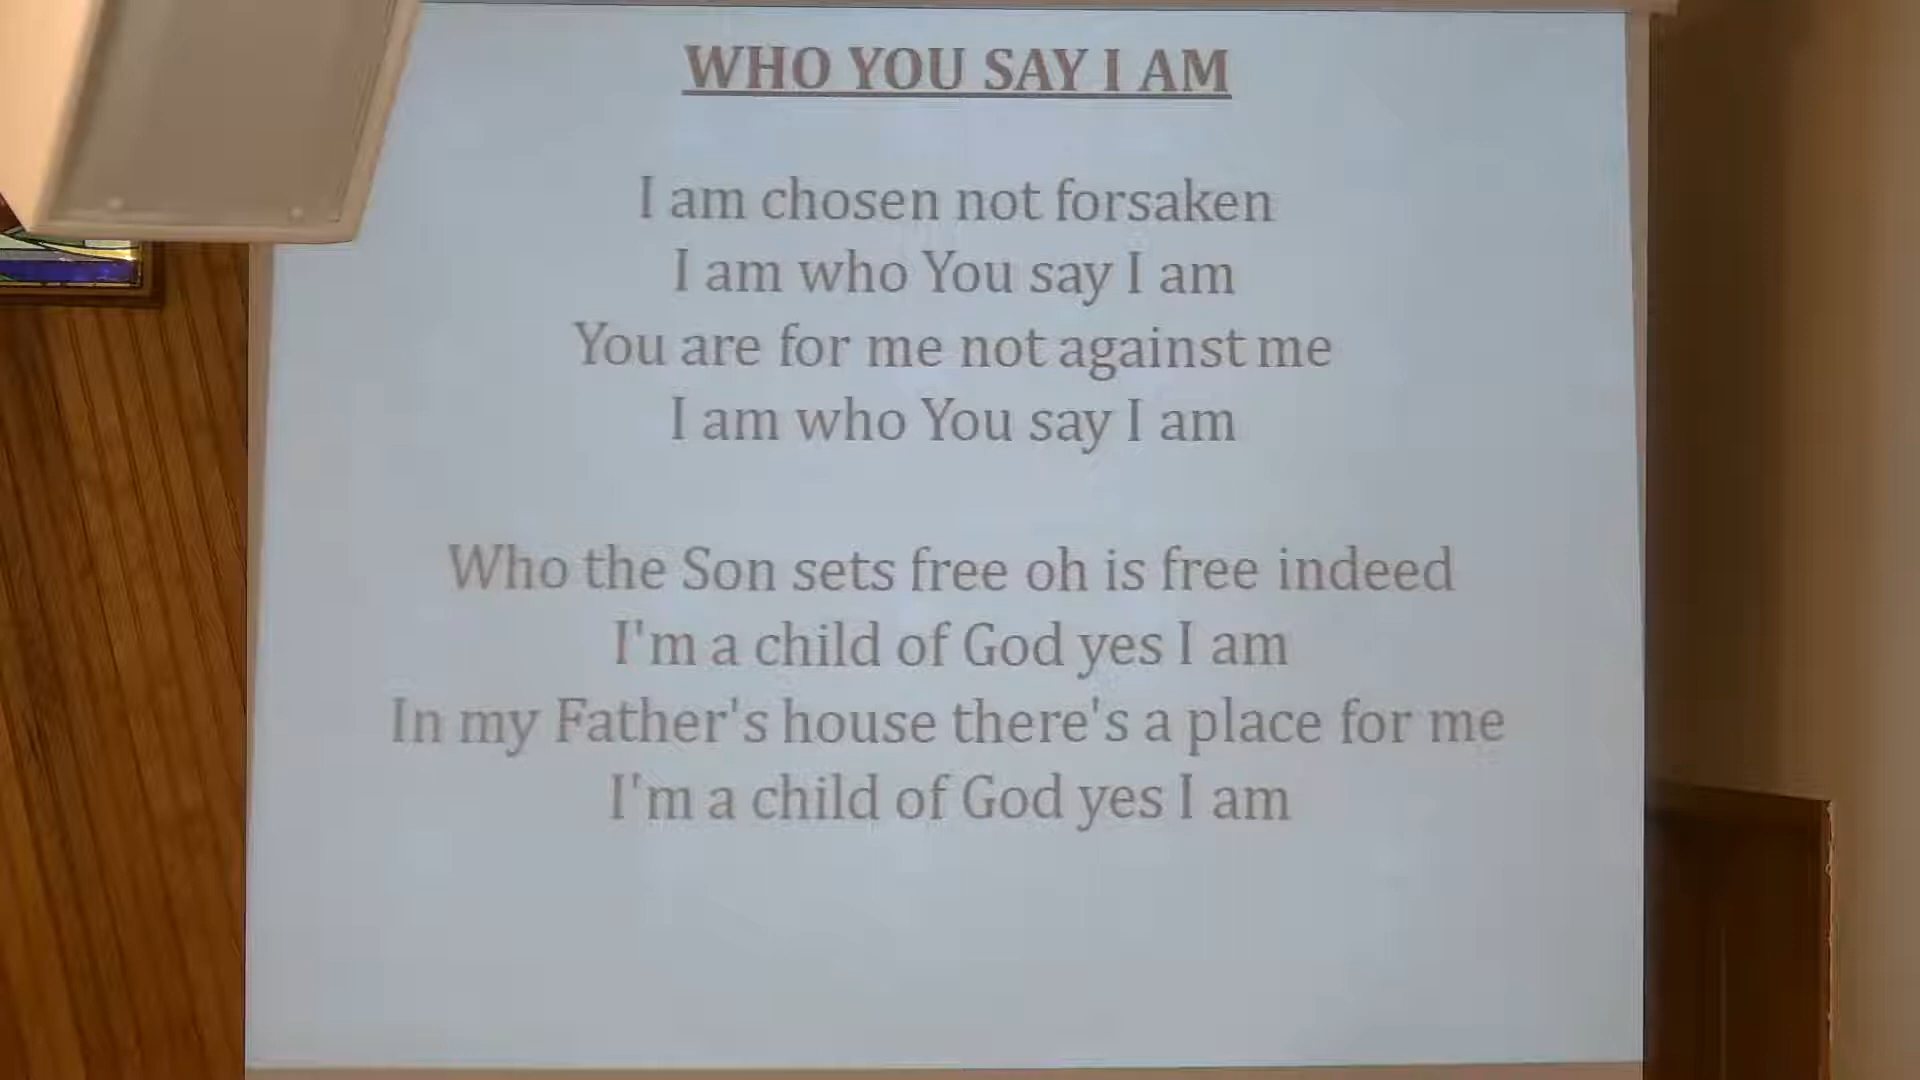 WHO YOU SAY I AM
I am chosen not forsaken
I am who You say I am
You are for me not against me
I am who You say I am
Who the Son sets free oh is free indeed
I'm a child of God yes I am
In my Father's house there's a place for me
I'm a child of God yes I am